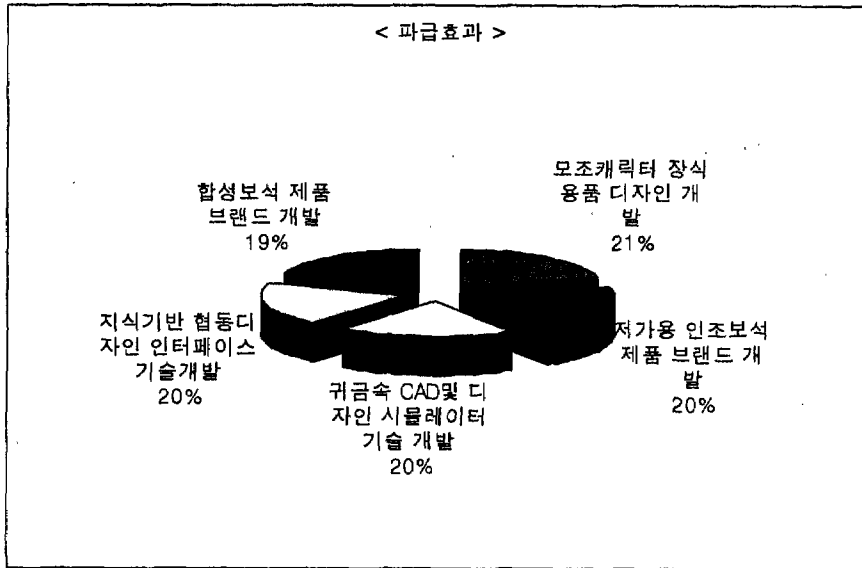 < 파급효과 >
모조캐릭터 장식
용품 디자인 개
발
21%
저가용 인조보석
제품 브랜드 개
발
20%
귀금속 CAD및 디
자인 시뮬레이터
기술 개발
20%
지식기반 협동디
자인 인터페이스
기술개발
20%
합성보석 제품
브랜드 개발
19%